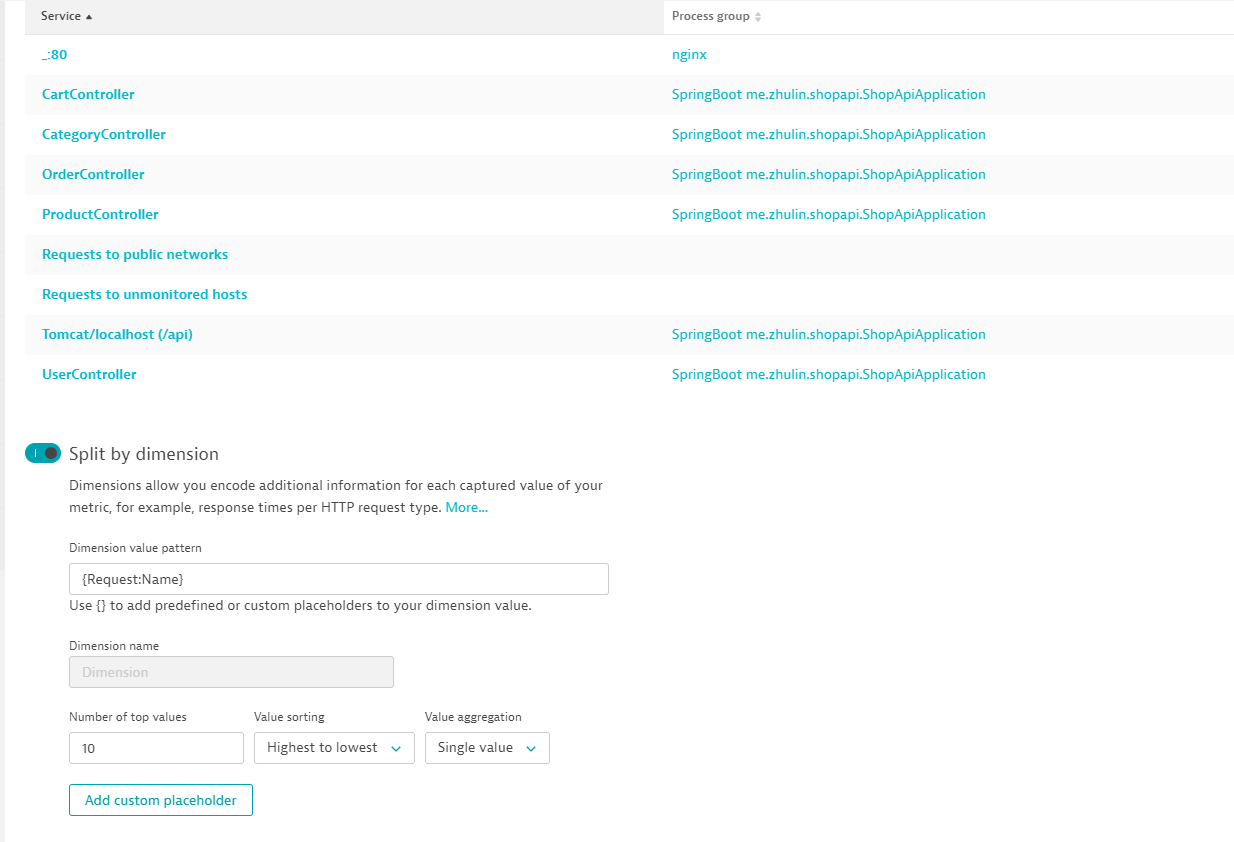 Service Process group
_:80 nginx
CartController SpringBoot me.zhulin.shopapi.ShopApiApplication
CategoryController SpringBoot me.zhulin.shopapi.ShopApiApplication
OrderController SpringBoot me.zhulin.shopapi.ShopApiApplication
ProductController SpringBoot me.zhulin.shopapi.ShopApiApplication
Requests to public networks
Requests to unmonitored hosts
Tomcat/localhost (/api) SpringBoot me.zhulin.shopapi.ShopApiApplication
UserController SpringBoot me.zhulin.shopapi.ShopApiApplication
Split by dimension
Dimensions allow you encode additional information for each captured value of your
metric, for example, response times per HTTP request type. More...
Dimension value pattern
{Request:Name}
Use {} to add predefined or custom placeholders to your dimension value.
Dimension name
Dimension
Number of top values Value sorting Value aggregation
10 Highest to lowest Single value
Add custom placeholder